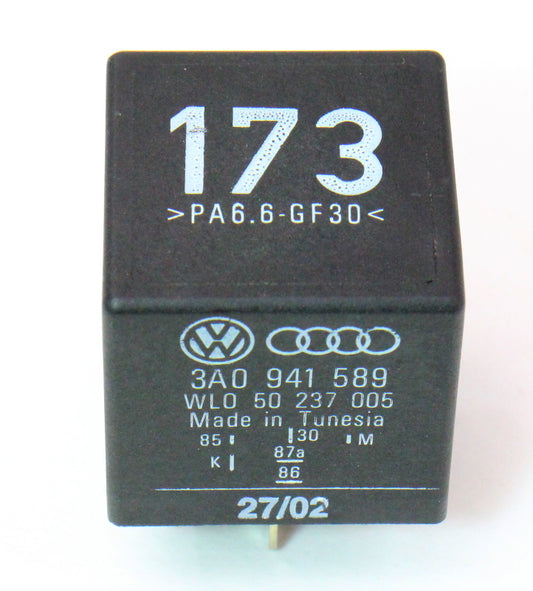 173
>PA6.6-GF30<
VW
3A0 941 589
WL0 50 237 005
Made in Tunesia
85 30 M
K 87a
86
27/02